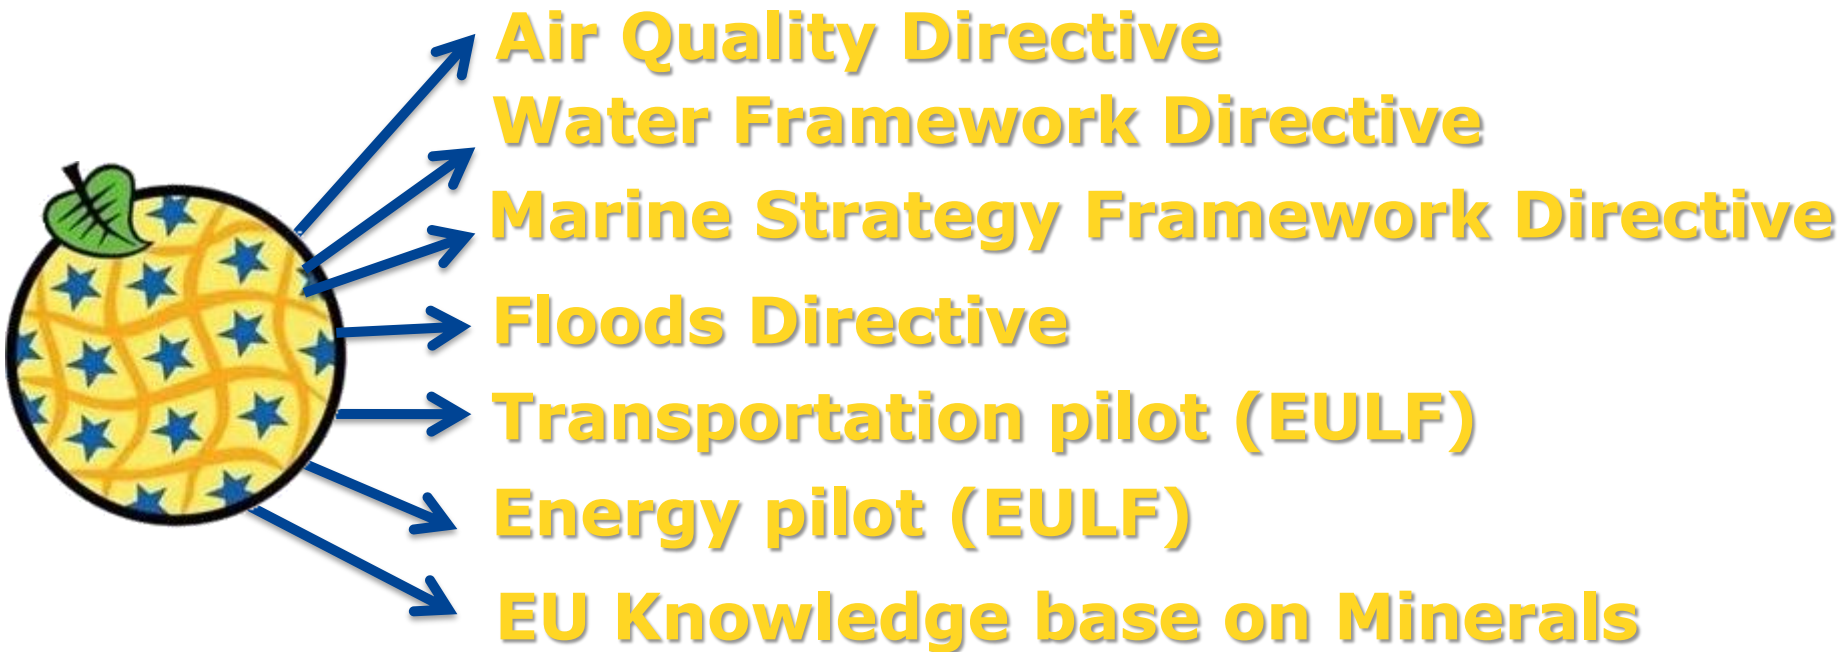 Air Quality Directive
Water Framework Directive
Marine Strategy Framework Directive
Floods Directive
Transportation pilot (EULF)
Energy pilot (EULF)
EU Knowledge base on Minerals